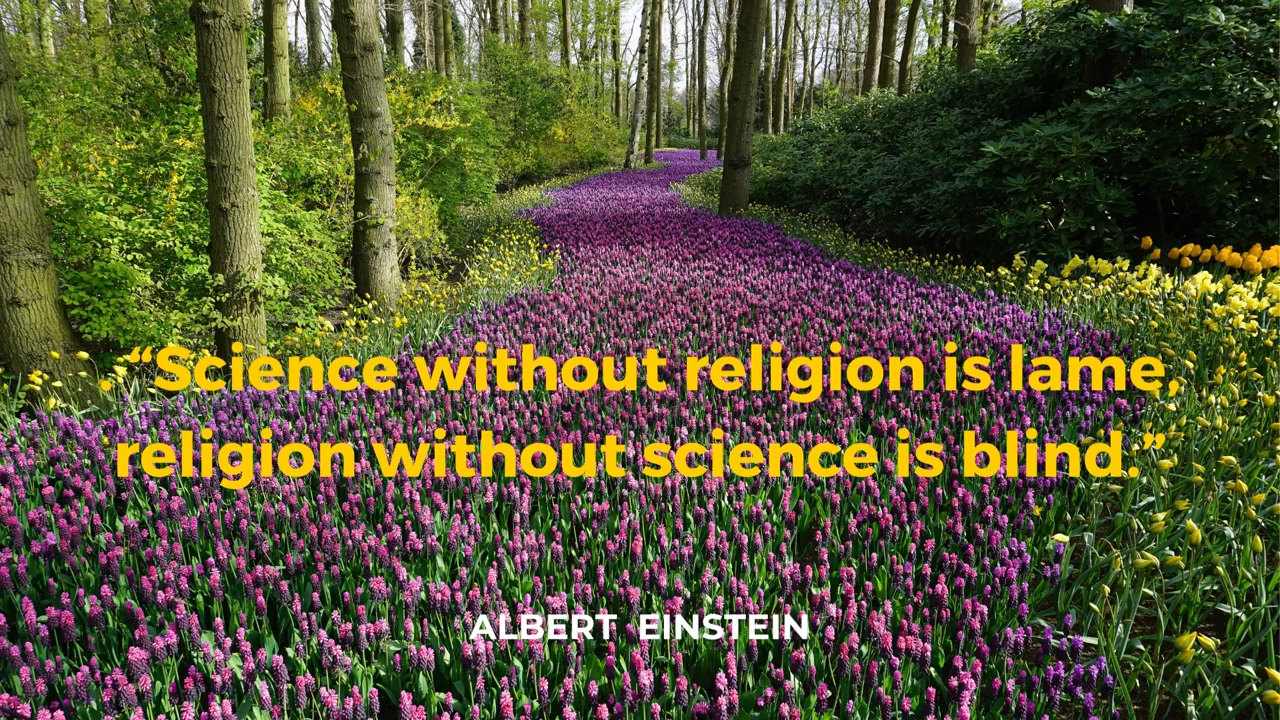 . “Science without religion is lame,
religion without science is blind.”
ALBERT EINSTEIN